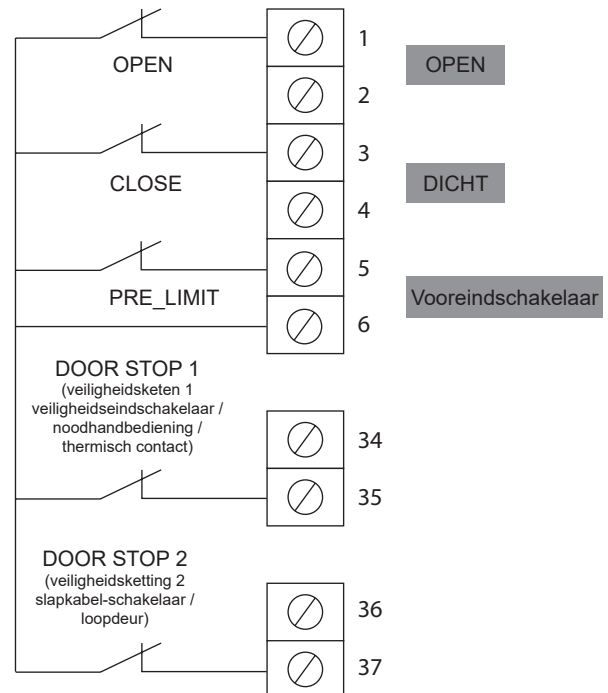 1
OPEN
OPEN
2
3
CLOSE
DICHT
4
5
PRE_LIMIT
Vooreindschakelaar
6
DOOR STOP 1
(veiligheidsketen 1
veiligheidseindschakelaar /
noodhandbediening /
thermisch contact)
34
35
DOOR STOP 2
(veiligheidsketting 2
slapkabel-schakelaar /
loopdeur)
36
37